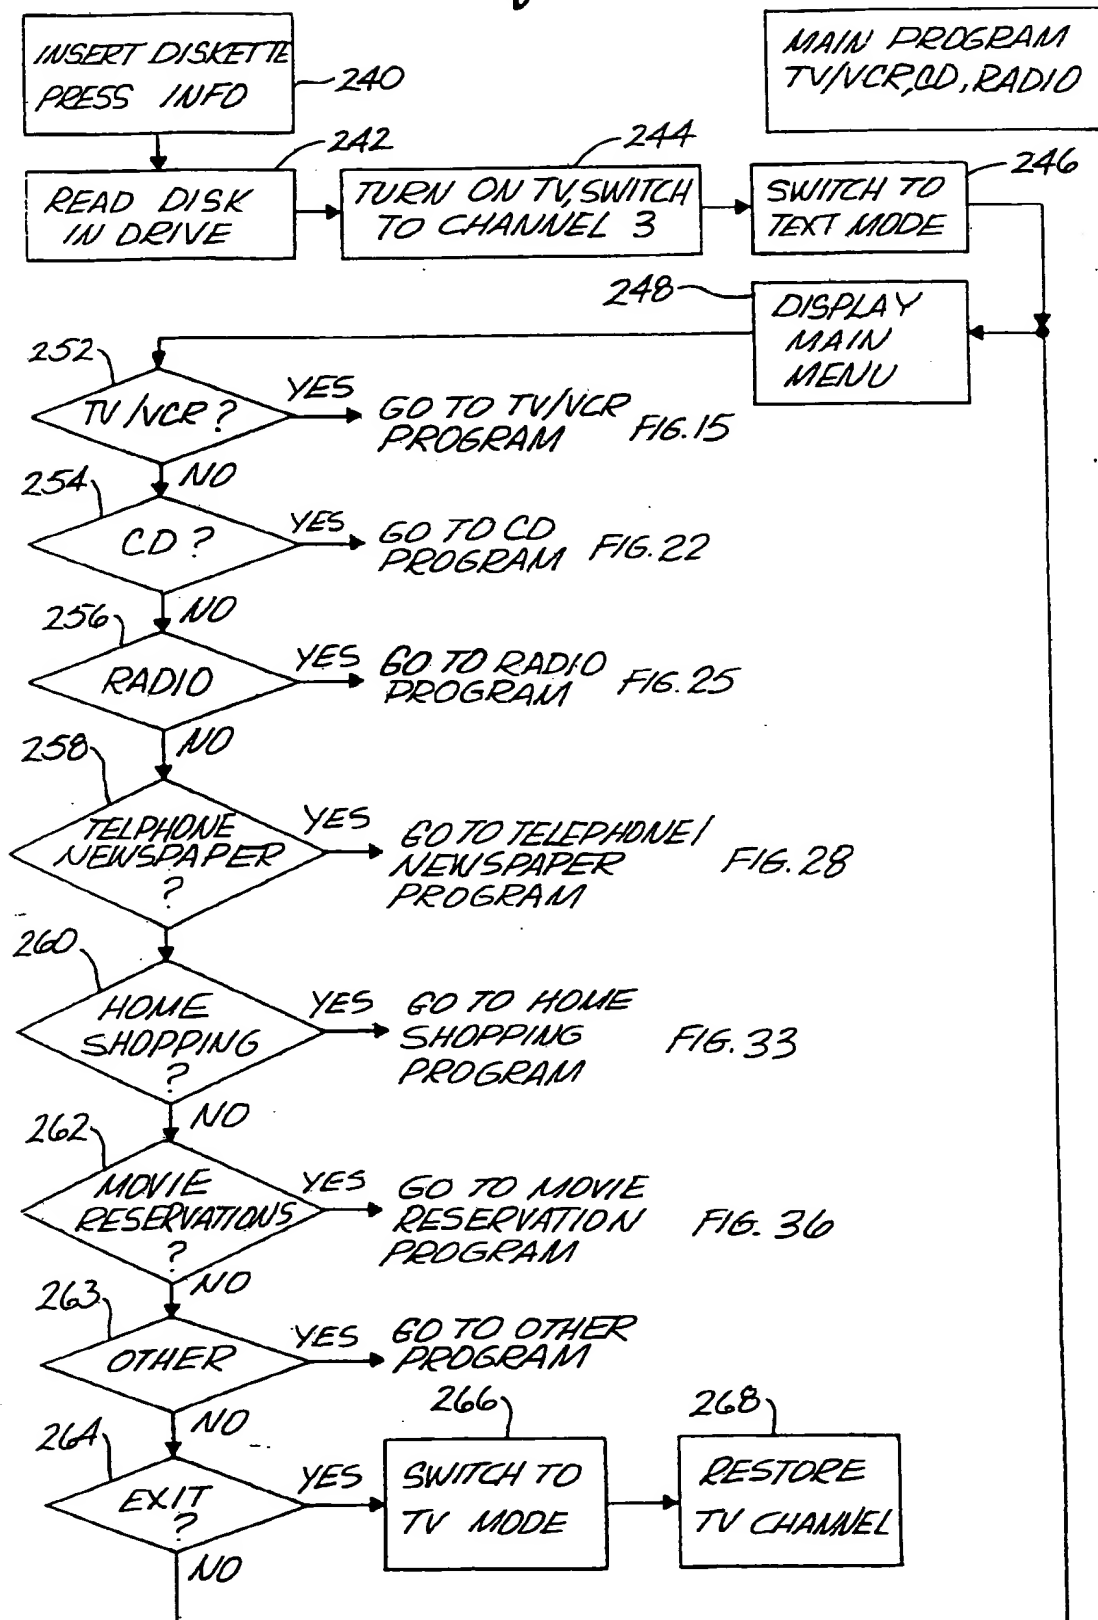 INSERT DISKETTE
PRESS INFO
240
MAIN PROGRAM
TV/VCR, CD, RADIO
242
READ DISK
IN DRIVE
244
TURN ON TV, SWITCH
TO CHANNEL 3
246
SWITCH TO
TEXT MODE
248
DISPLAY
MAIN
MENU
252
TV/VCR?
YES
GO TO TV/VCR
PROGRAM
FIG. 15
NO
254
CD?
YES
GO TO CD
PROGRAM
FIG. 22
NO
256
RADIO
YES
GO TO RADIO
PROGRAM
FIG. 25
NO
258
TELPHONE
NEWSPAPER
?
YES
GO TO TELEPHONE/
NEWSPAPER
PROGRAM
FIG. 28
260
HOME
SHOPPING
?
YES
GO TO HOME
SHOPPING
PROGRAM
FIG. 33
NO
262
MOVIE
RESERVATIONS
?
YES
GO TO MOVIE
RESERVATION
PROGRAM
FIG. 36
NO
263
OTHER
YES
GO TO OTHER
PROGRAM
NO
264
EXIT
?
YES
266
SWITCH TO
TV MODE
268
RESTORE
TV CHANNEL
NO